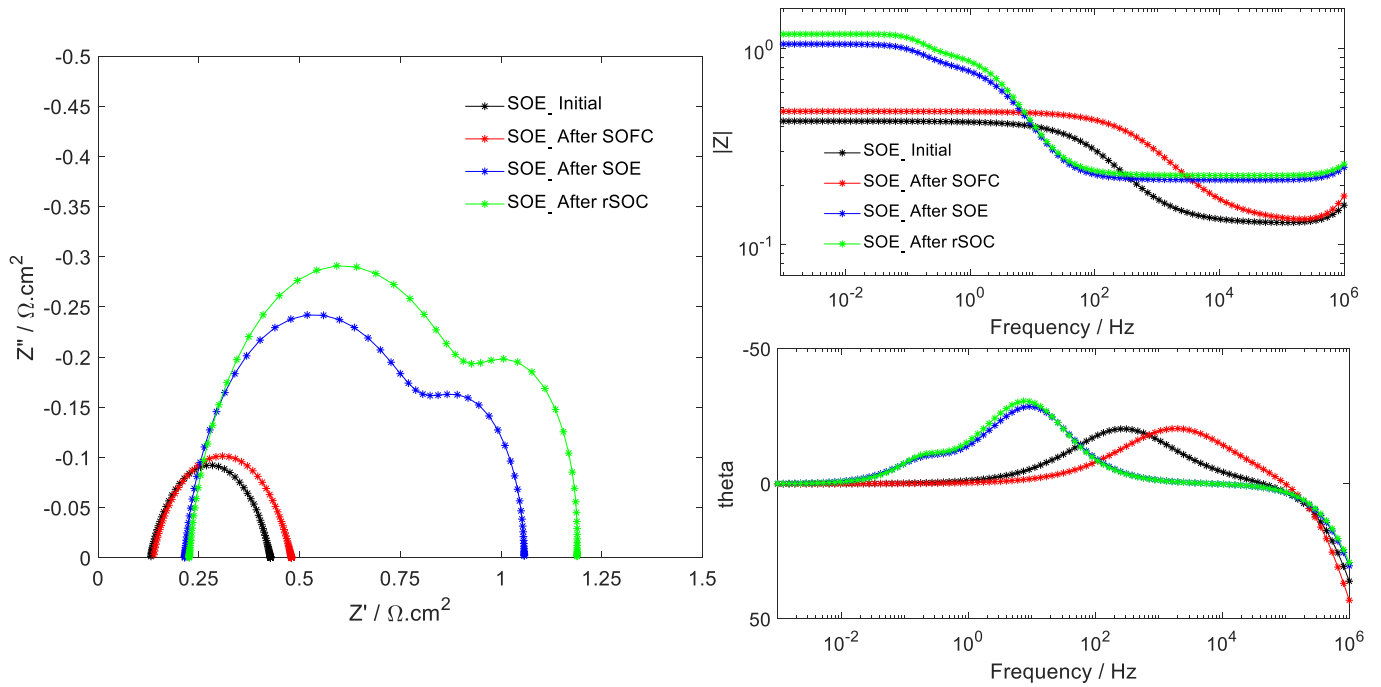 -0.5
-0.45
-0.4
-0.35
-0.3
-0.25
-0.2
-0.15
-0.1
-0.05
0
Z'' / Ω.cm²
SOE_ Initial
SOE_ After SOFC
SOE_ After SOE
SOE_ After rSOC
0 0.25 0.5 0.75 1 1.25 1.5
Z' / Ω.cm²
10⁰
10⁻¹
|Z|
SOE_ Initial
SOE_ After SOFC
SOE_ After SOE
SOE_ After rSOC
10⁻² 10⁰ 10² 10⁴ 10⁶
Frequency / Hz
-50
0
50
theta
10⁻² 10⁰ 10² 10⁴ 10⁶
Frequency / Hz